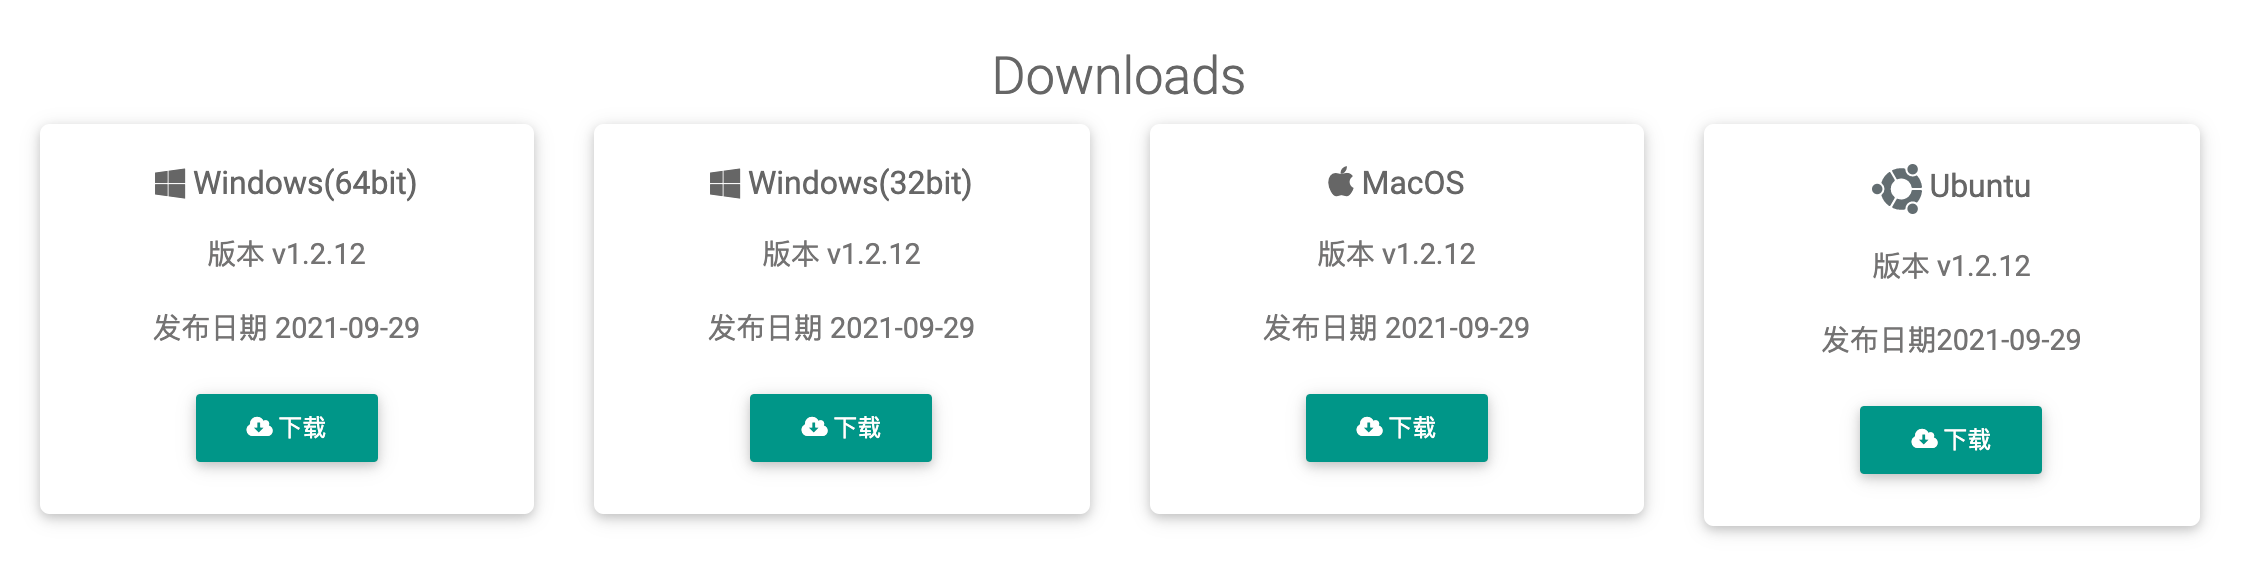 Downloads
Windows(64bit)
版本 v1.2.12
发布日期 2021-09-29
下载
Windows(32bit)
版本 v1.2.12
发布日期 2021-09-29
下载
MacOS
版本 v1.2.12
发布日期 2021-09-29
下载
Ubuntu
版本 v1.2.12
发布日期2021-09-29
下载